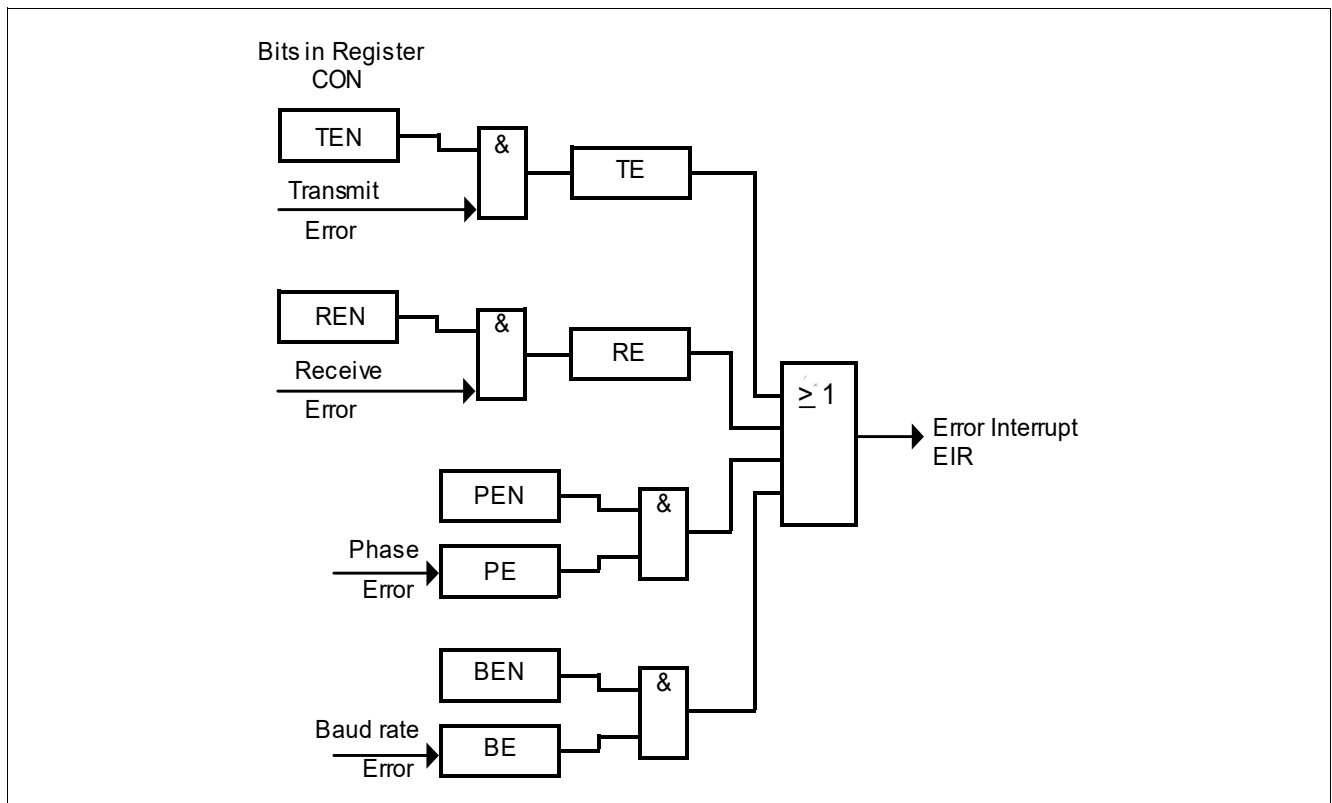 Bits in Register
CON
TEN
&
TE
Transmit
Error
REN
&
RE
Receive
Error
≥ 1
Error Interrupt
EIR
PEN
&
Phase
Error
PE
BEN
&
Baud rate
Error
BE